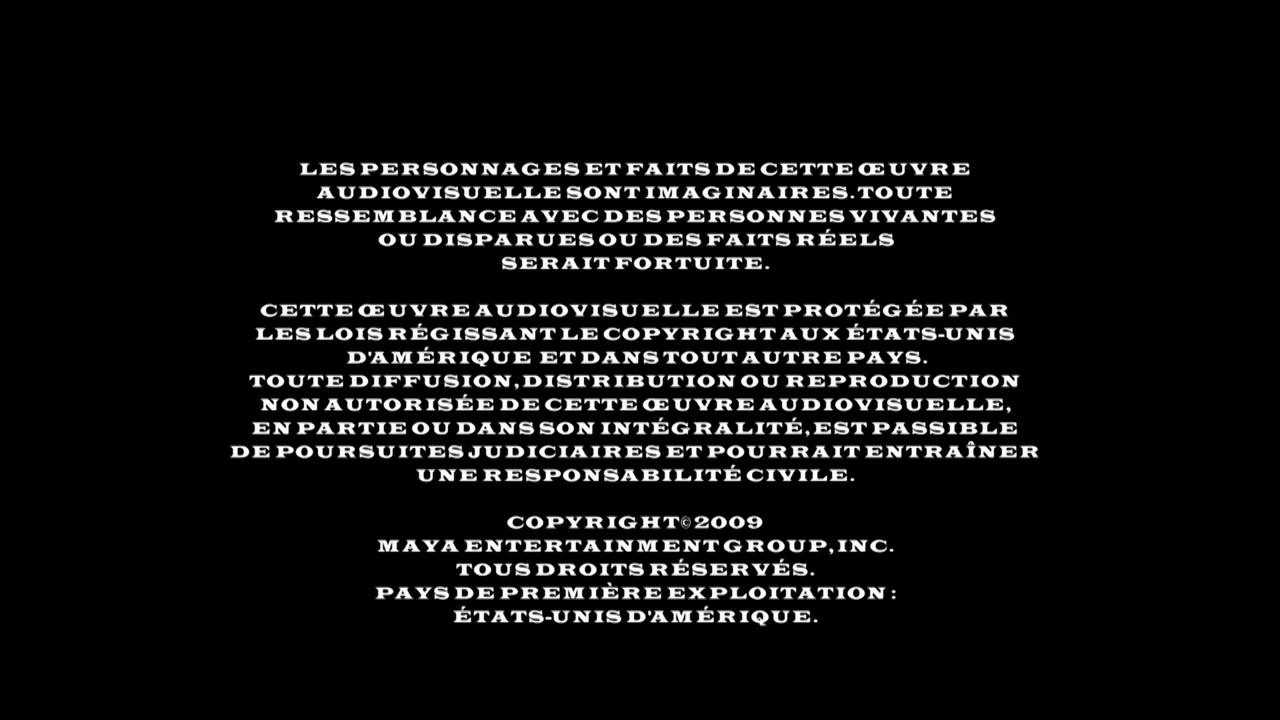 LES PERSONNAGES ET FAITS DE CETTE ŒUVRE
AUDIOVISUELLE SONT IMAGINAIRES. TOUTE
RESSEMBLANCE AVEC DES PERSONNES VIVANTES
OU DISPARUES OU DES FAITS RÉELS
SERAIT FORTUITE.
CETTE ŒUVRE AUDIOVISUELLE EST PROTÉGÉE PAR
LES LOIS RÉGISSANT LE COPYRIGHT AUX ÉTATS-UNIS
D'AMÉRIQUE ET DANS TOUT AUTRE PAYS.
TOUTE DIFFUSION, DISTRIBUTION OU REPRODUCTION
NON AUTORISÉE DE CETTE ŒUVRE AUDIOVISUELLE,
EN PARTIE OU DANS SON INTÉGRALITÉ, EST PASSIBLE
DE POURSUITES JUDICIAIRES ET POURRAIT ENTRAÎNER
UNE RESPONSABILITÉ CIVILE.
COPYRIGHT © 2009
MAYA ENTERTAINMENT GROUP, INC.
TOUS DROITS RÉSERVÉS.
PAYS DE PREMIÈRE EXPLOITATION :
ÉTATS-UNIS D'AMÉRIQUE.